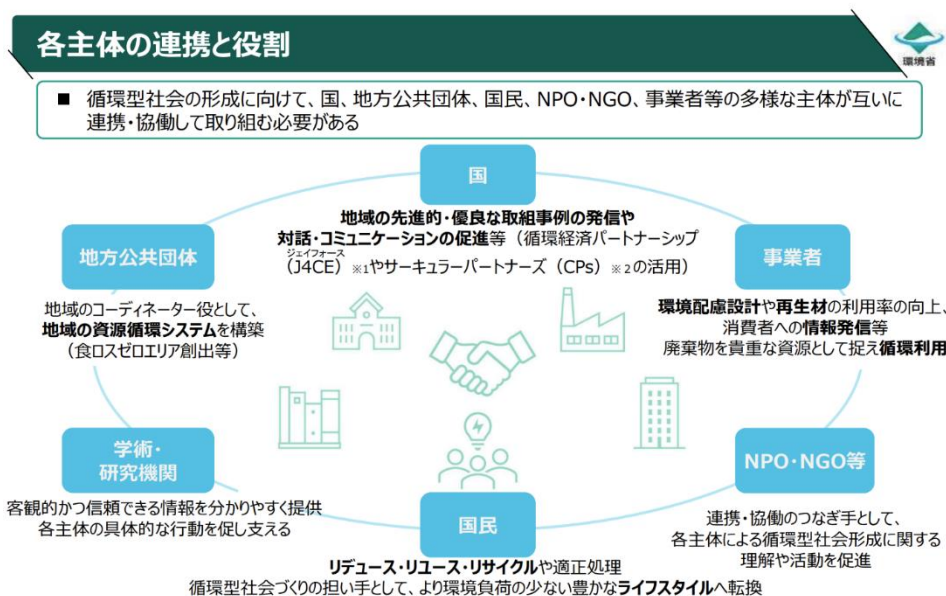 各主体の連携と役割
環境省
■ 循環型社会の形成に向けて、国、地方公共団体、国民、NPO・NGO、事業者等の多様な主体が互いに
連携・協働して取り組む必要がある
国
地域の先進的・優良な取組事例の発信や
対話・コミュニケーションの促進等（循環経済パートナーシップ
ジェイフォース
（J4CE）※1やサーキュラーパートナーズ（CPs）※2の活用）
地方公共団体
地域のコーディネーター役として、
地域の資源循環システムを構築
（食ロスゼロエリア創出等）
事業者
環境配慮設計や再生材の利用率の向上、
消費者への情報発信等
廃棄物を貴重な資源として捉え循環利用
学術・
研究機関
客観的かつ信頼できる情報を分かりやすく提供
各主体の具体的な行動を促し支える
国民
リデュース・リユース・リサイクルや適正処理
循環型社会づくりの担い手として、より環境負荷の少ない豊かなライフスタイルへ転換
NPO・NGO等
連携・協働のつなぎ手として、
各主体による循環型社会形成に関する
理解や活動を促進